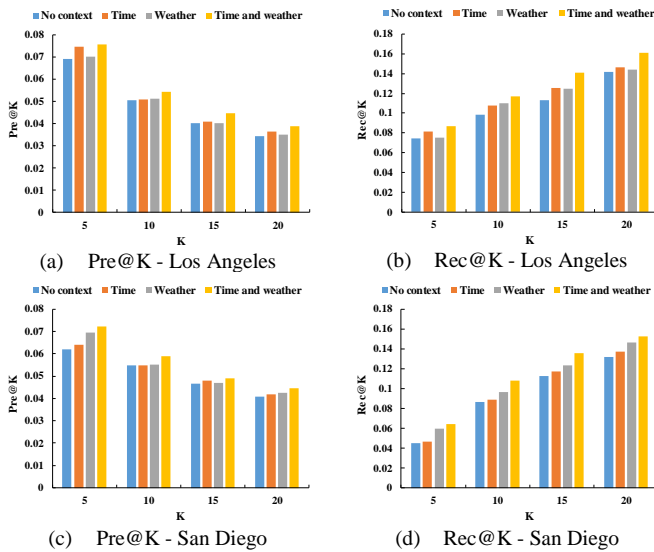 No context Time Weather Time and weather
0.08
0.07
0.06
0.05
0.04
0.03
0.02
0.01
0
Pre@K
5 10 15 20
K
(a) Pre@K - Los Angeles
No context Time Weather Time and weather
0.18
0.16
0.14
0.12
0.1
0.08
0.06
0.04
0.02
0
Rec@K
5 10 15 20
K
(b) Rec@K - Los Angeles
No context Time Weather Time and weather
0.08
0.07
0.06
0.05
0.04
0.03
0.02
0.01
0
Pre@K
5 10 15 20
K
(c) Pre@K - San Diego
No context Time Weather Time and weather
0.2
0.18
0.16
0.14
0.12
0.1
0.08
0.06
0.04
0.02
0
Rec@K
5 10 15 20
K
(d) Rec@K - San Diego